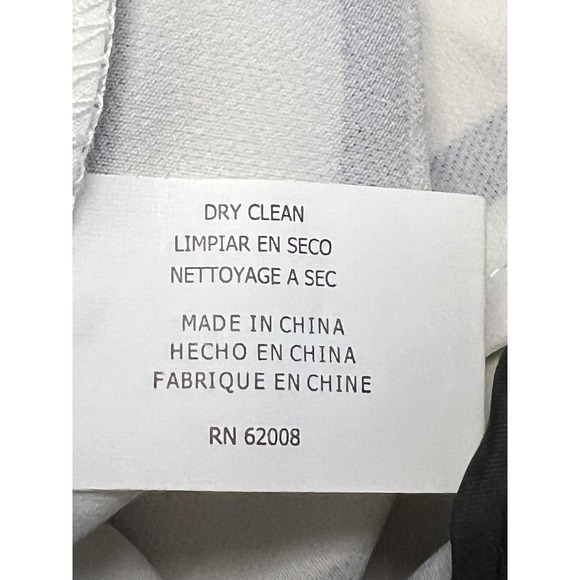 DRY CLEAN
LIMPIAR EN SECO
NETTOYAGE A SEC
MADE IN CHINA
HECHO EN CHINA
FABRIQUE EN CHINE
RN 62008